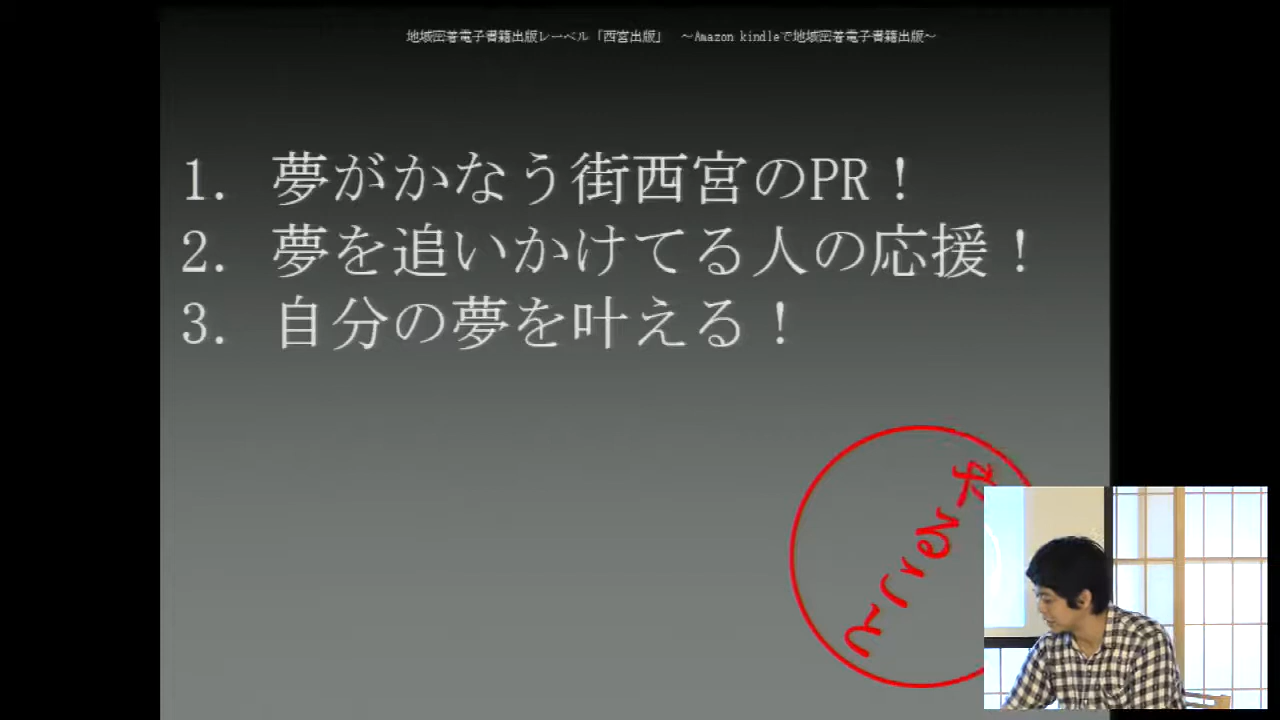 地域密着電子書籍出版レーベル「西宮出版」 ～Amazon kindleで地域密着電子書籍出版～
1. 夢がかなう街西宮のPR！
2. 夢を追いかけてる人の応援！
3. 自分の夢を叶える！